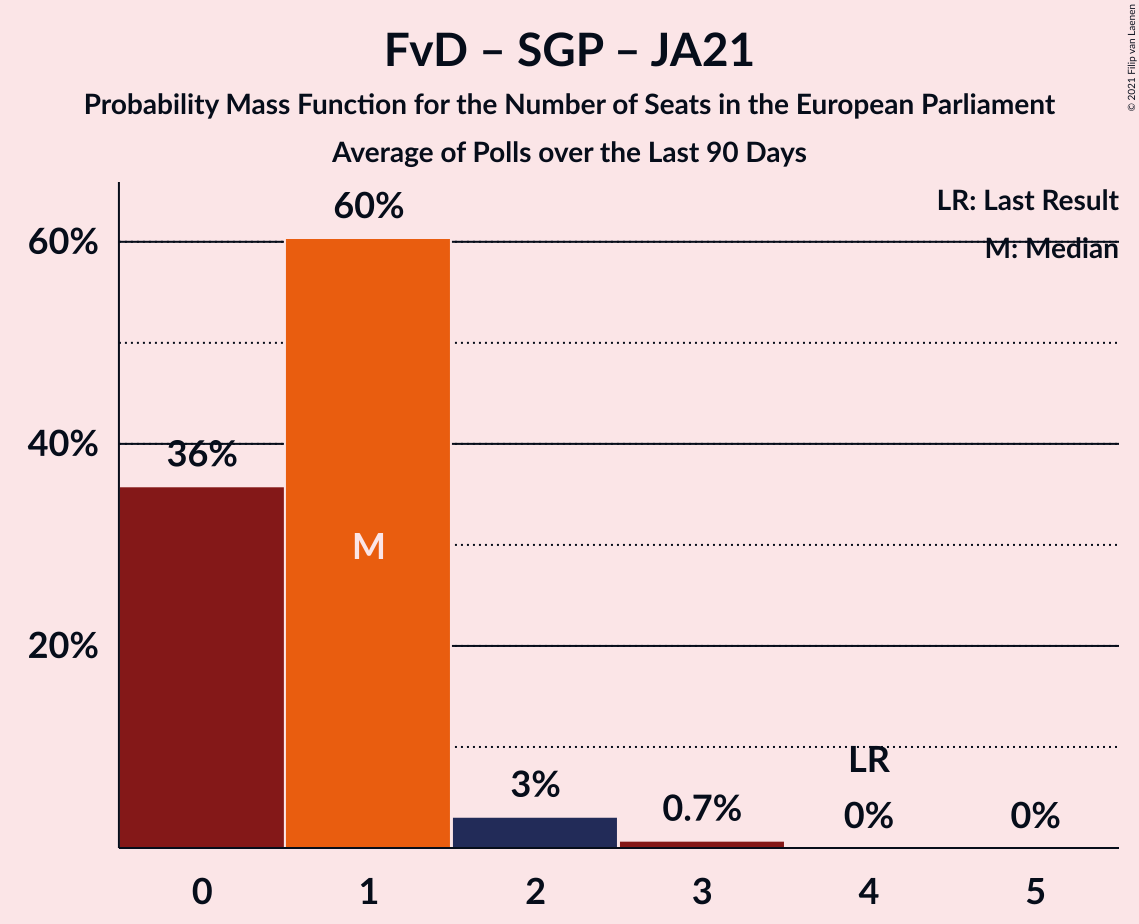 FvD – SGP – JA21
Probability Mass Function for the Number of Seats in the European Parliament
Average of Polls over the Last 90 Days
© 2021 Filip van Laenen
LR: Last Result
M: Median
60%
40%
20%
36%
60%
M
3%
0.7%
LR
0%
0%
0
1
2
3
4
5